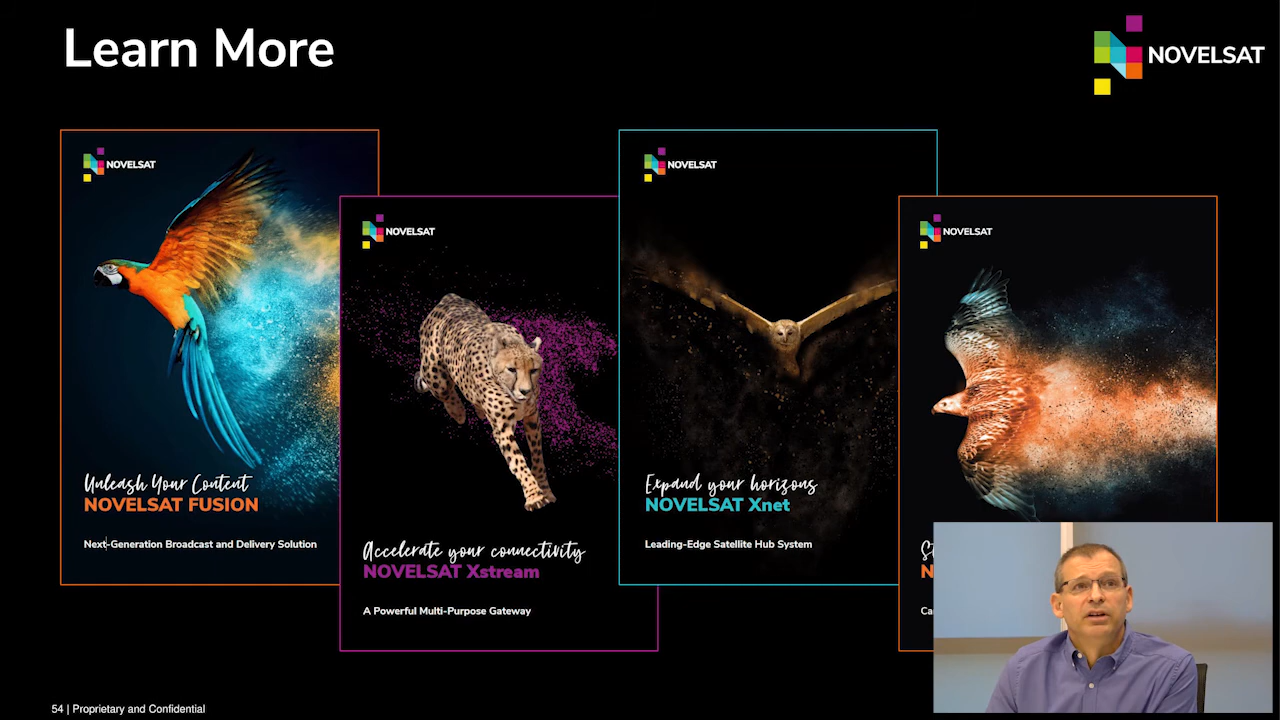 Learn More
NOVELSAT
NOVELSAT
Unleash Your Content
NOVELSAT FUSION
Next-Generation Broadcast and Delivery Solution
NOVELSAT
Accelerate your connectivity
NOVELSAT Xstream
A Powerful Multi-Purpose Gateway
NOVELSAT
Expand your horizons
NOVELSAT Xnet
Leading-Edge Satellite Hub System
NOVELSAT
54 | Proprietary and Confidential